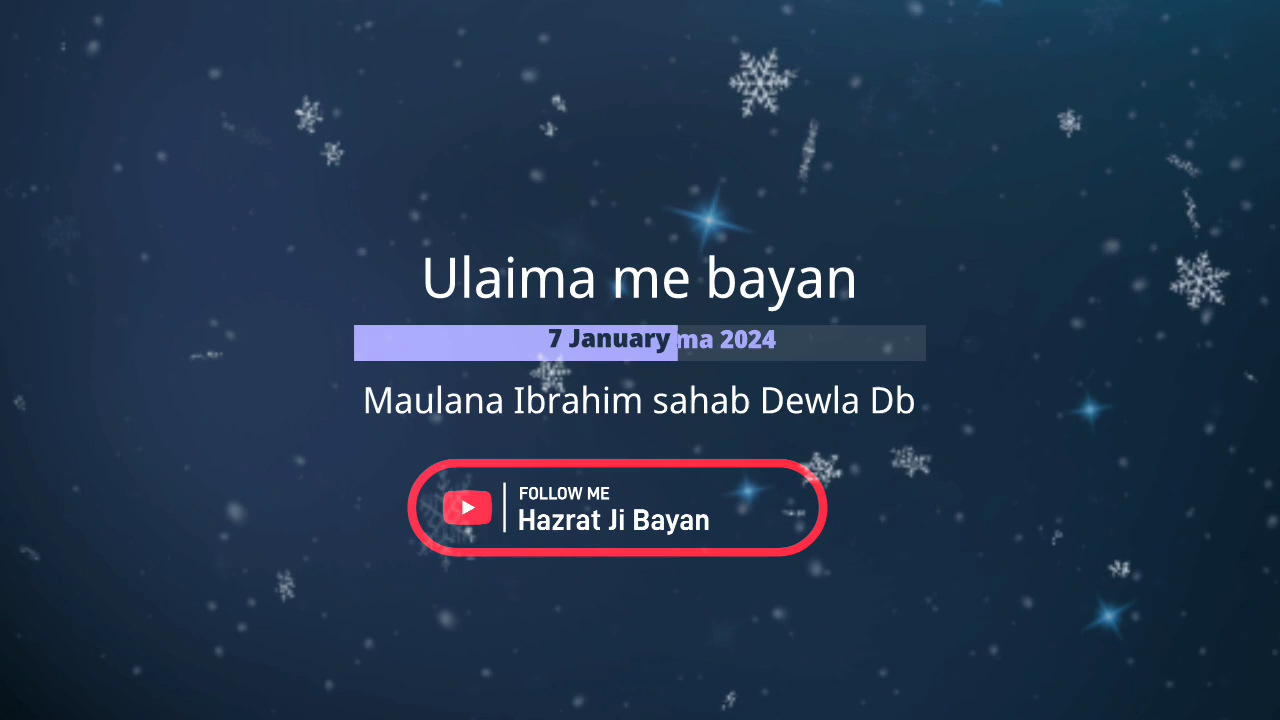 Ulaima me bayan
7 January ma 2024
Maulana Ibrahim sahab Dewla Db
FOLLOW ME
Hazrat Ji Bayan